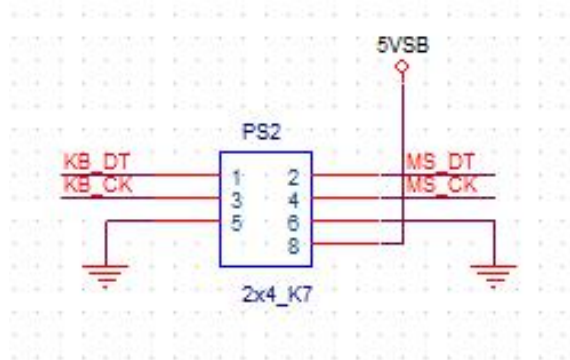 5VSB
PS2
KB_DT 1 2 MS_DT
KB_CK 3 4 MS_CK
5 6
8
2x4_K7